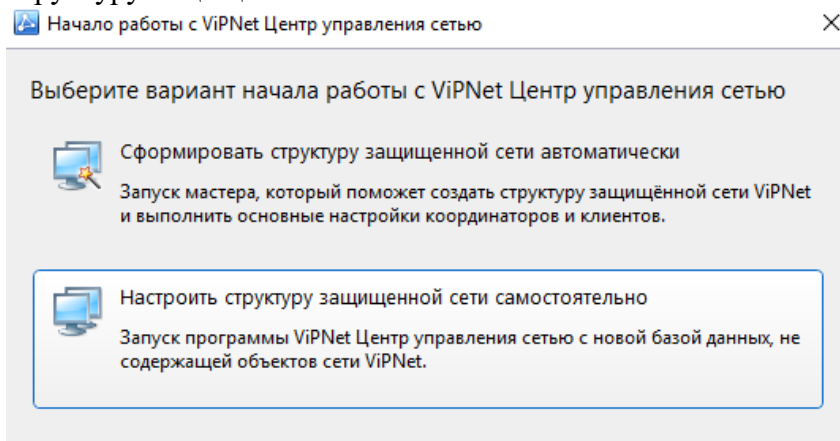 Начало работы с ViPNet Центр управления сетью
Выберите вариант начала работы с ViPNet Центр управления сетью
Сформировать структуру защищенной сети автоматически
Запуск мастера, который поможет создать структуру защищённой сети ViPNet
и выполнить основные настройки координаторов и клиентов.
Настроить структуру защищенной сети самостоятельно
Запуск программы ViPNet Центр управления сетью с новой базой данных, не
содержащей объектов сети ViPNet.